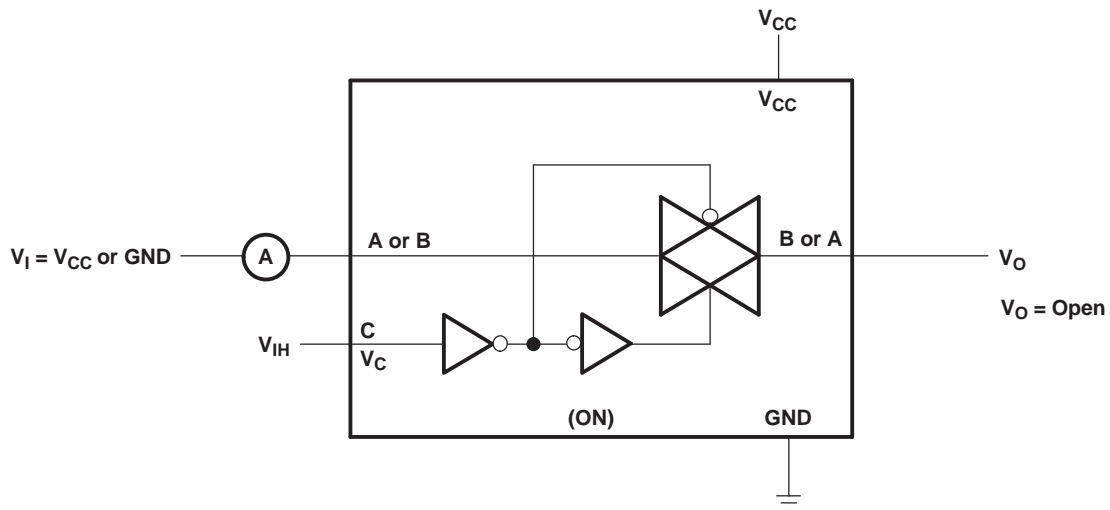 VCC
VCC
VI = VCC or GND
A
A or B
B or A
VO
VO = Open
VIH
C
VC
(ON)
GND